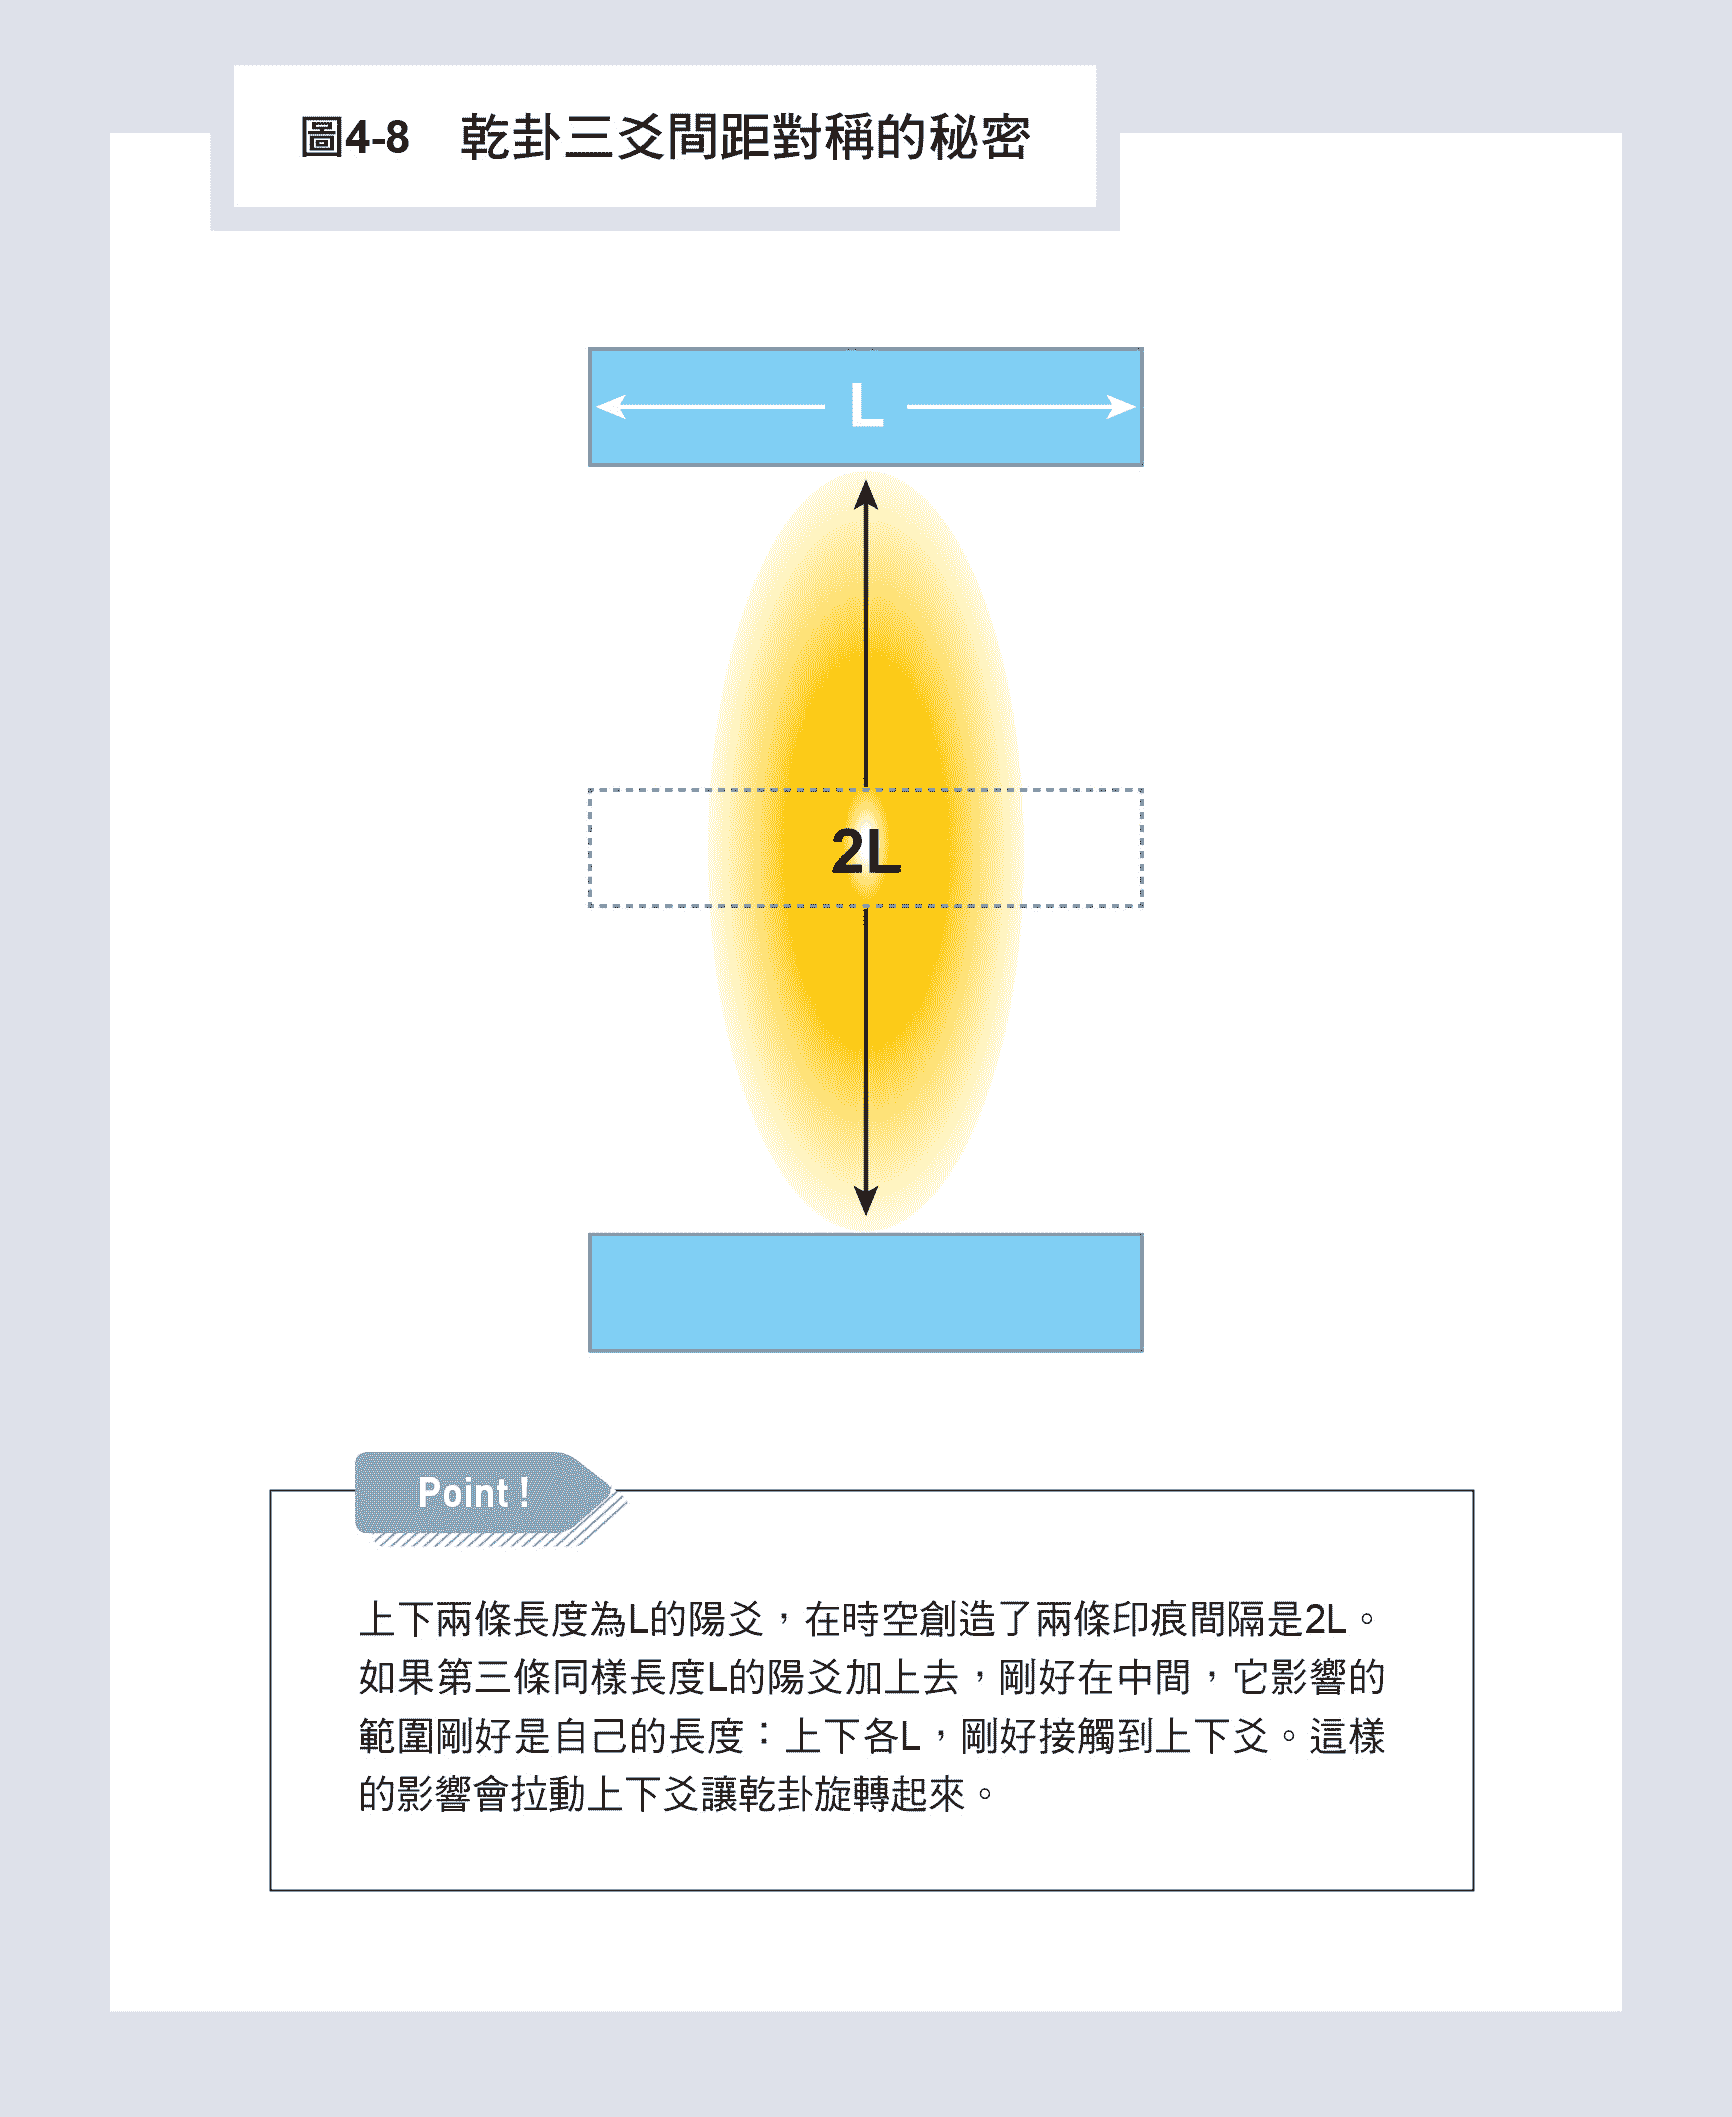 圖4-8　乾卦三爻間距對稱的秘密
L
2L
Point !
上下兩條長度為L的陽爻，在時空創造了兩條印痕間隔是2L。
如果第三條同樣長度L的陽爻加上去，剛好在中間，它影響的
範圍剛好是自己的長度：上下各L，剛好接觸到上下爻。這樣
的影響會拉動上下爻讓乾卦旋轉起來。